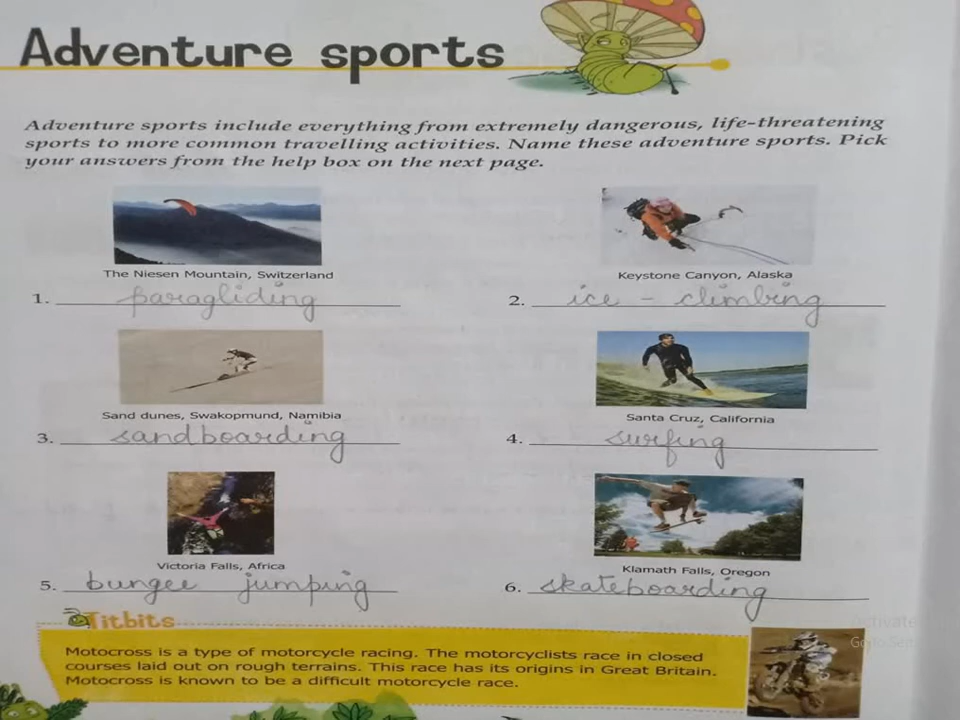 Adventure sports
Adventure sports include everything from extremely dangerous, life-threatening
sports to more common travelling activities. Name these adventure sports. Pick
your answers from the help box on the next page.
The Niesen Mountain, Switzerland
1. paragliding
Keystone Canyon, Alaska
2. ice - climbing
Sand dunes, Swakopmund, Namibia
3. sandboarding
Santa Cruz, California
4. surfing
Victoria Falls, Africa
5. bungee jumping
Klamath Falls, Oregon
6. skateboarding
Titbits
Motocross is a type of motorcycle racing. The motorcyclists race in closed
courses laid out on rough terrains. This race has its origins in Great Britain.
Motocross is known to be a difficult motorcycle race.
Activate